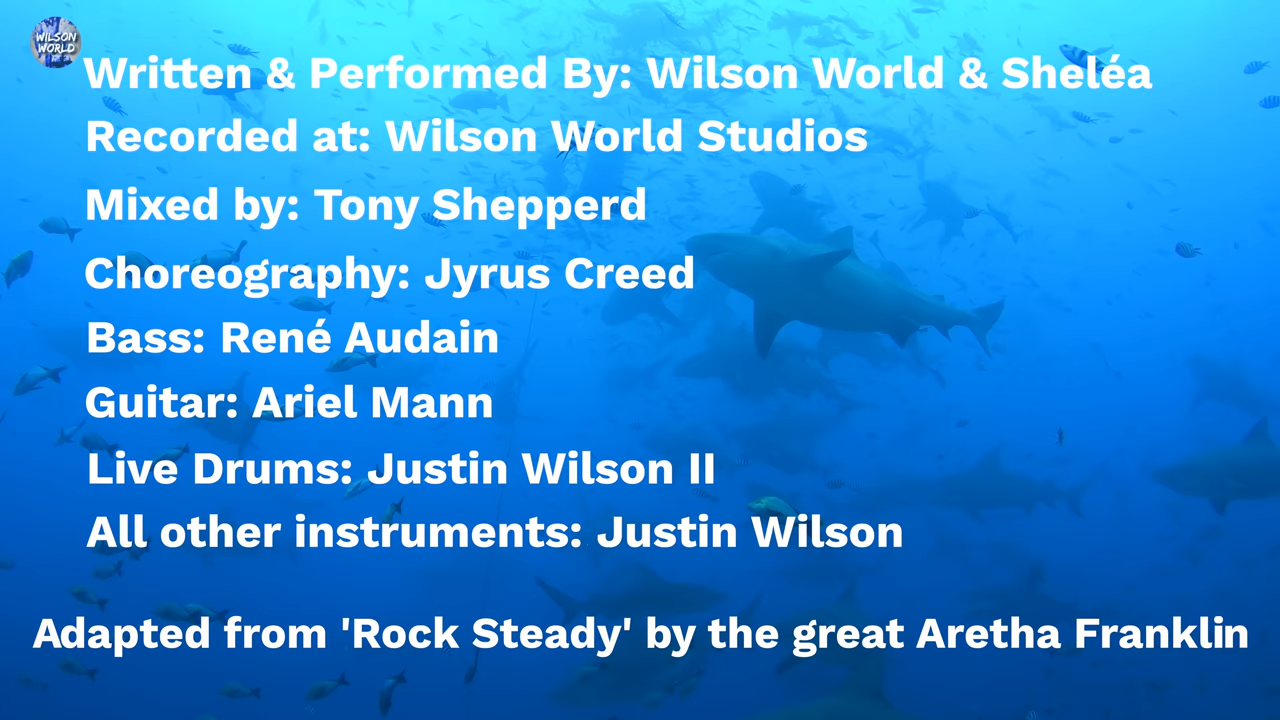 WILSON
WORLD
Written & Performed By: Wilson World & Sheléa
Recorded at: Wilson World Studios
Mixed by: Tony Shepperd
Choreography: Jyrus Creed
Bass: René Audain
Guitar: Ariel Mann
Live Drums: Justin Wilson II
All other instruments: Justin Wilson
Adapted from 'Rock Steady' by the great Aretha Franklin